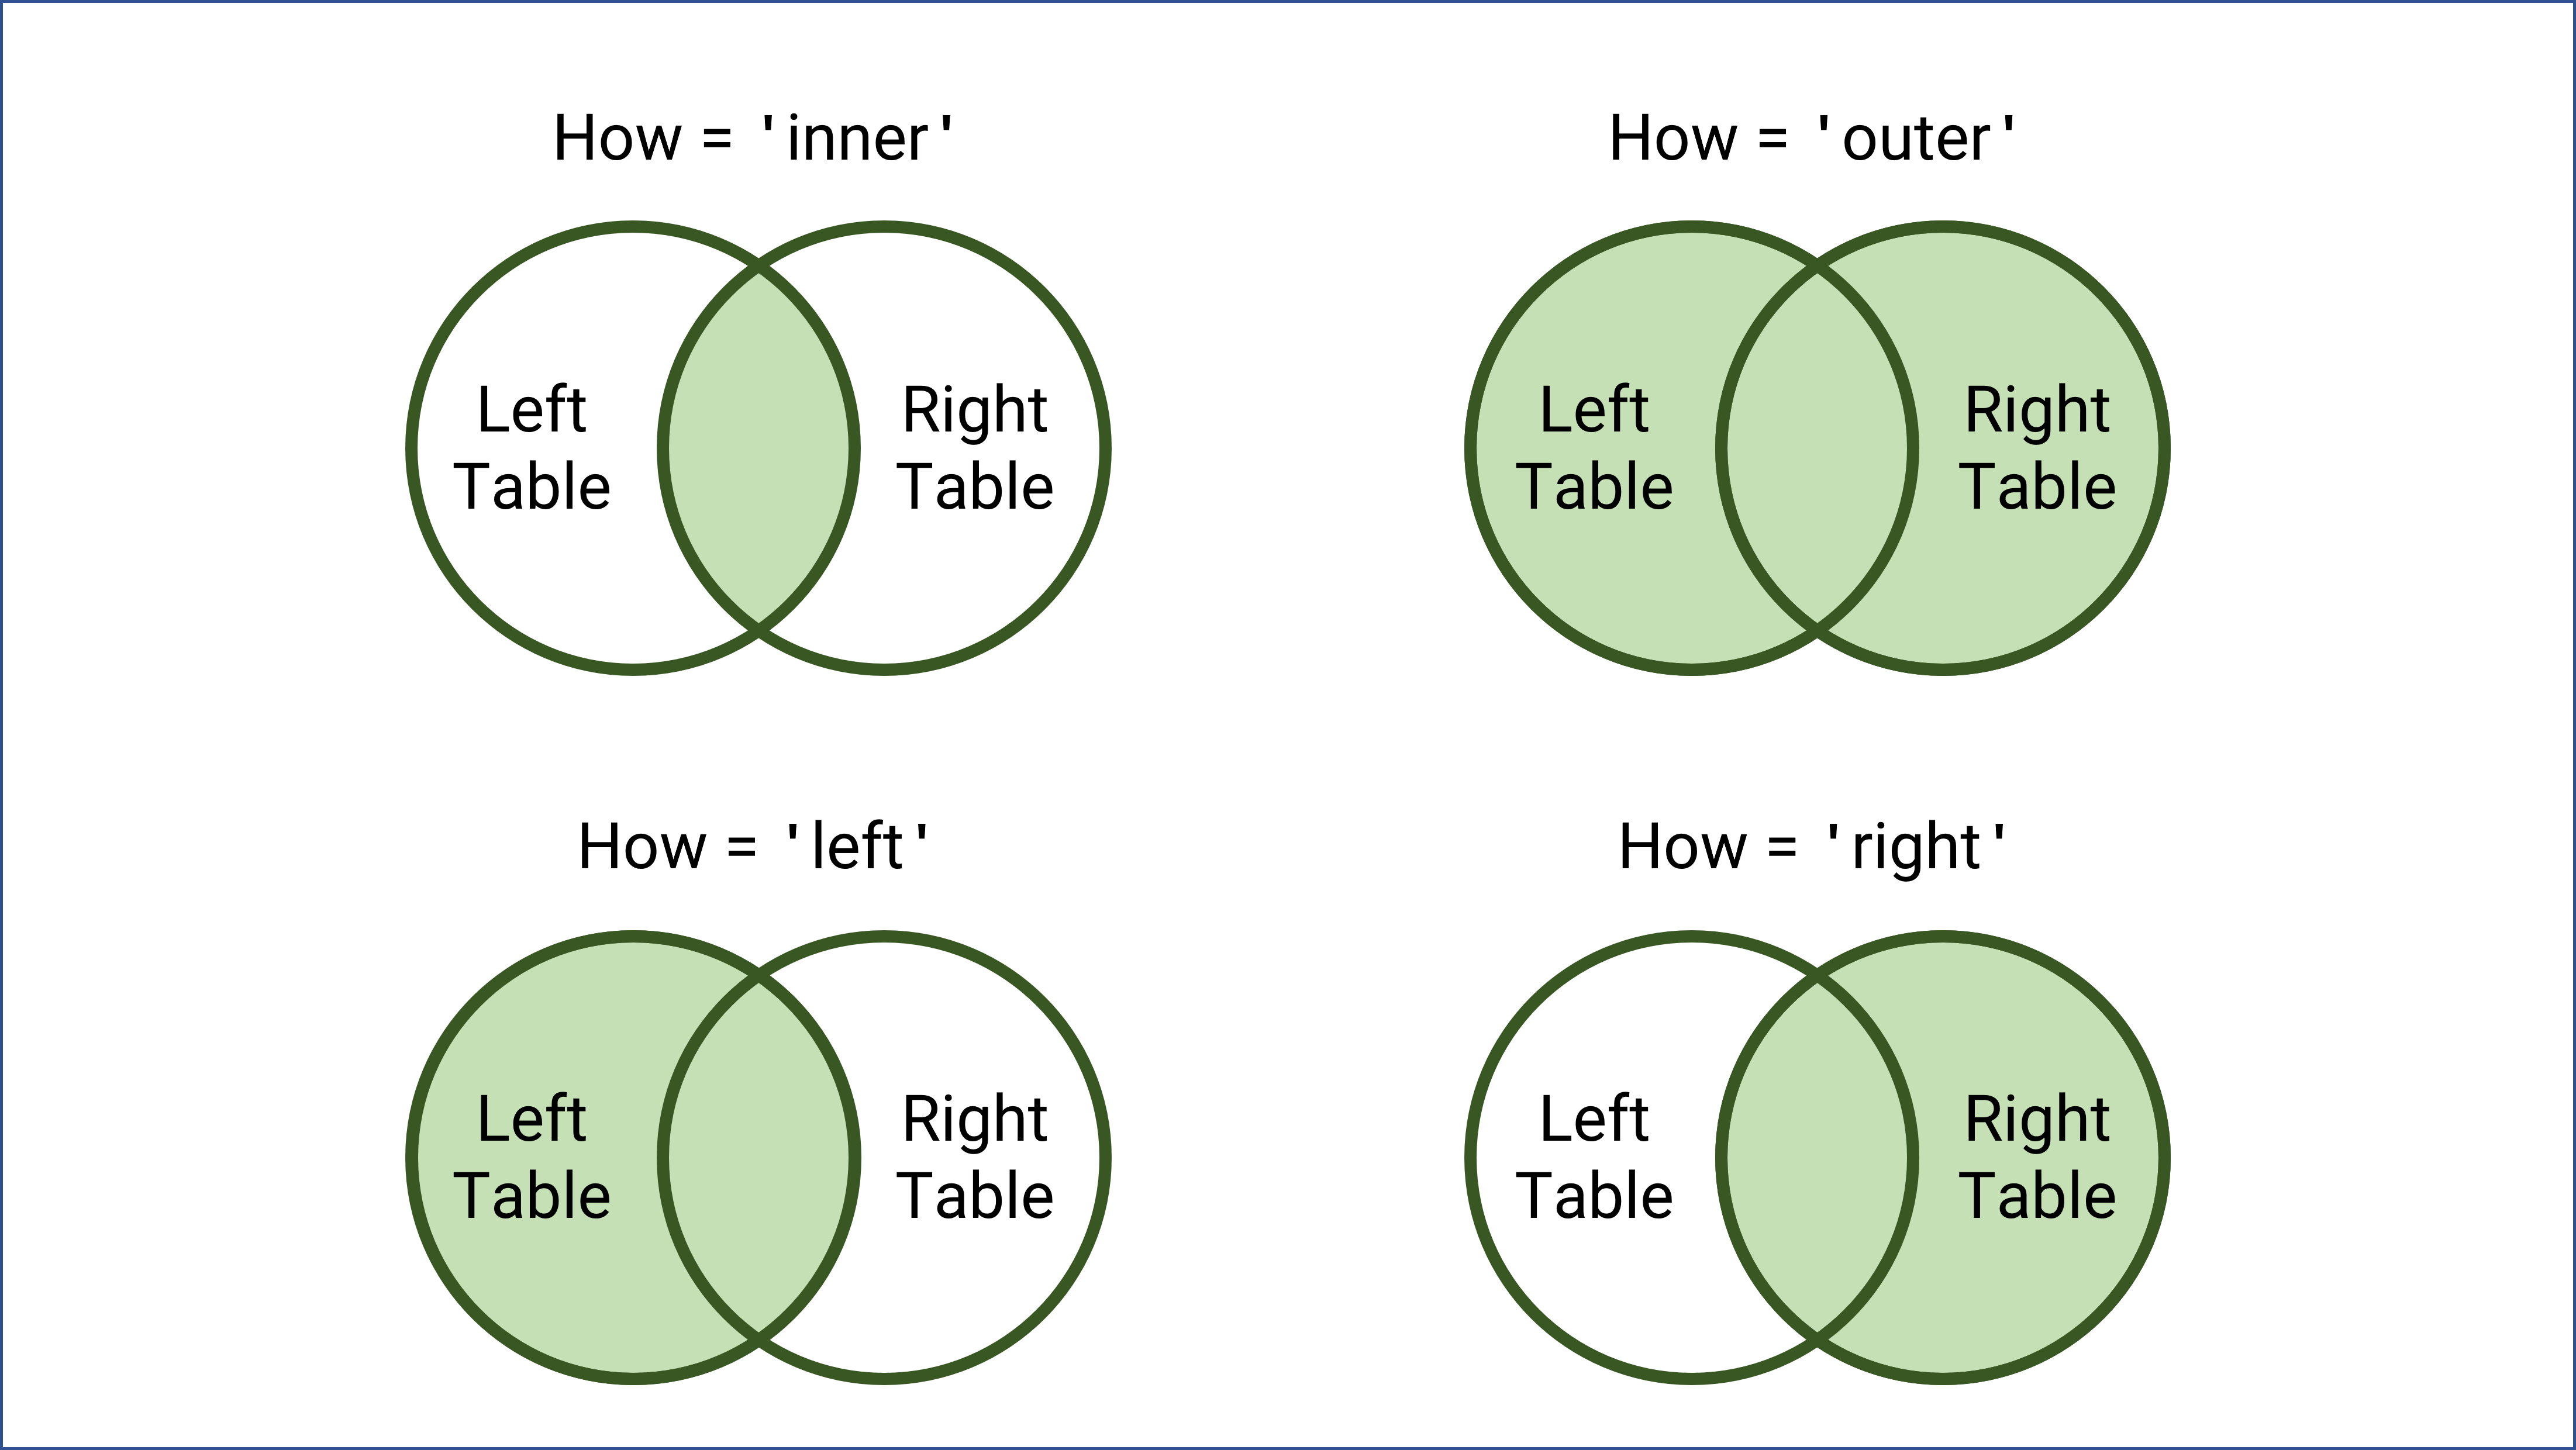 How = 'inner'
How = 'outer'
Left
Table
Right
Table
Left
Table
Right
Table
How = 'left'
How = 'right'
Left
Table
Right
Table
Left
Table
Right
Table